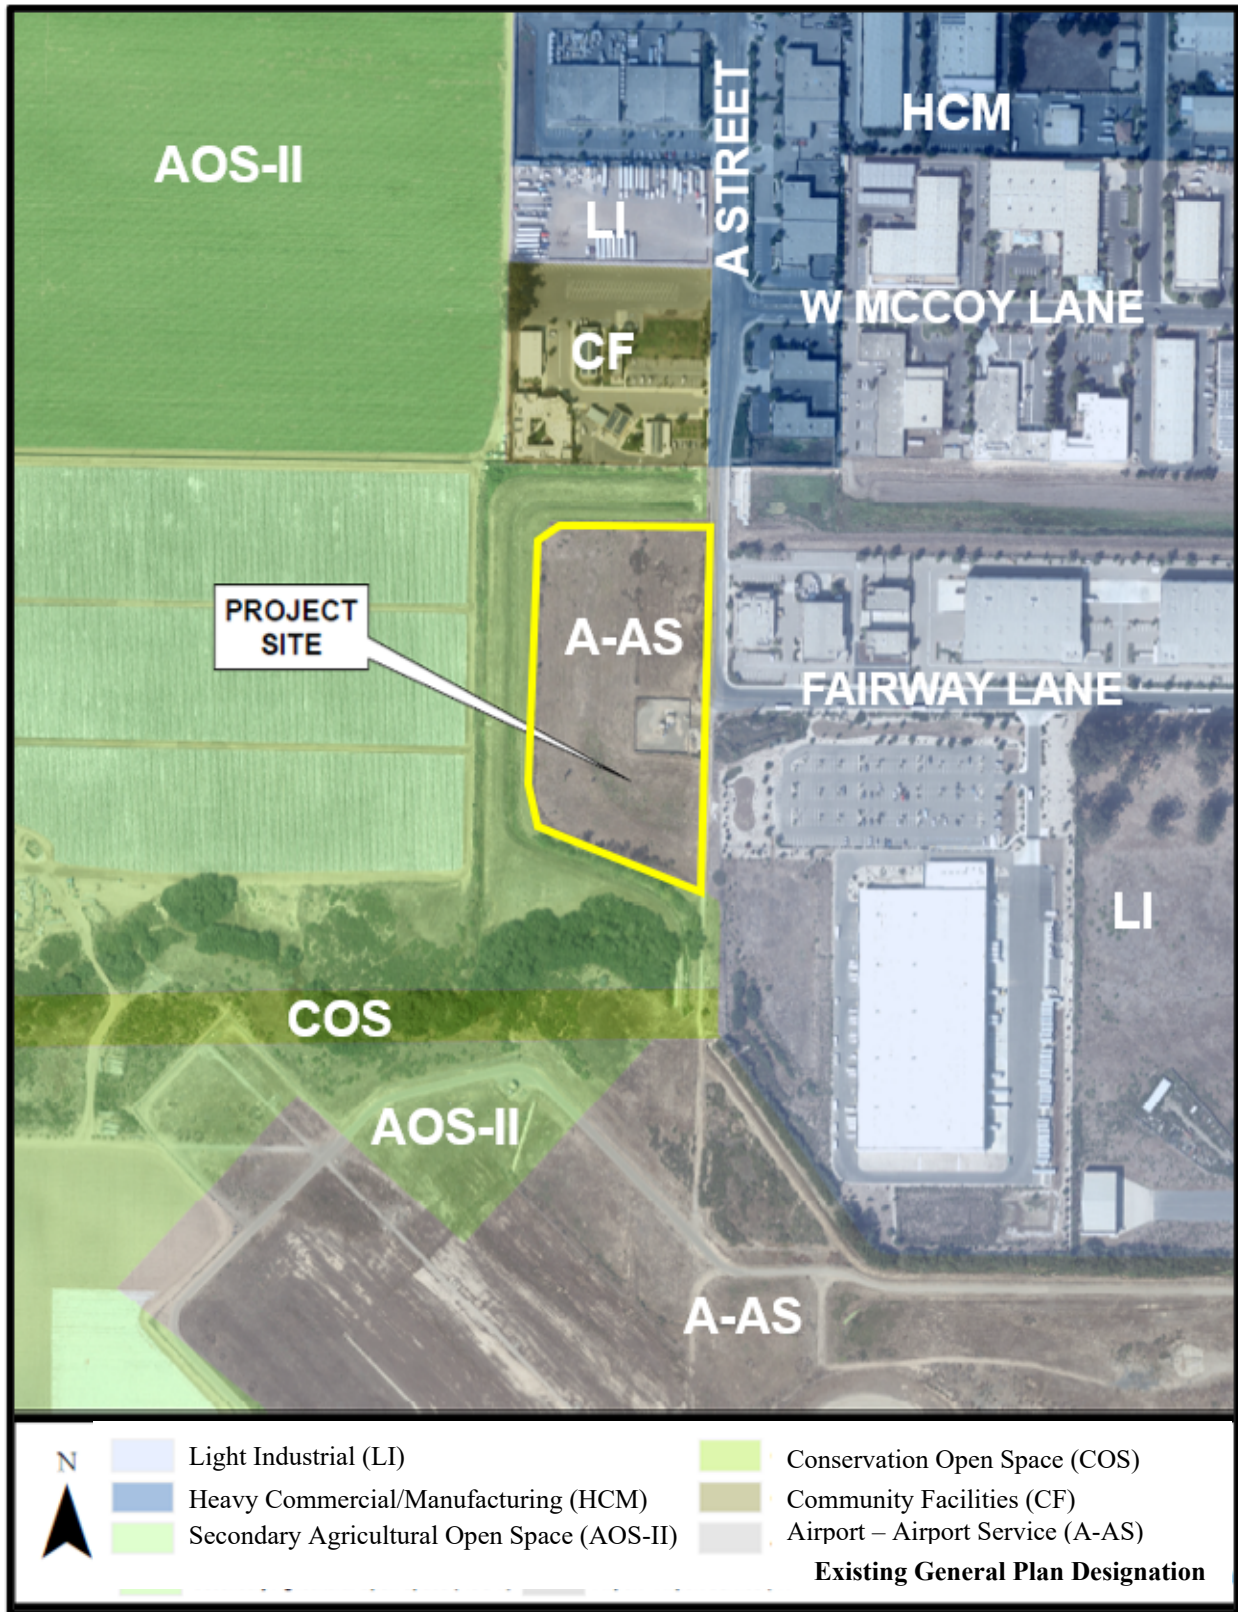 AOS-II
HCM
A STREET
LI
W MCCOY LANE
CF
PROJECT
SITE
A-AS
FAIRWAY LANE
LI
COS
AOS-II
A-AS
N
Light Industrial (LI)
Heavy Commercial/Manufacturing (HCM)
Secondary Agricultural Open Space (AOS-II)
Conservation Open Space (COS)
Community Facilities (CF)
Airport – Airport Service (A-AS)
Existing General Plan Designation